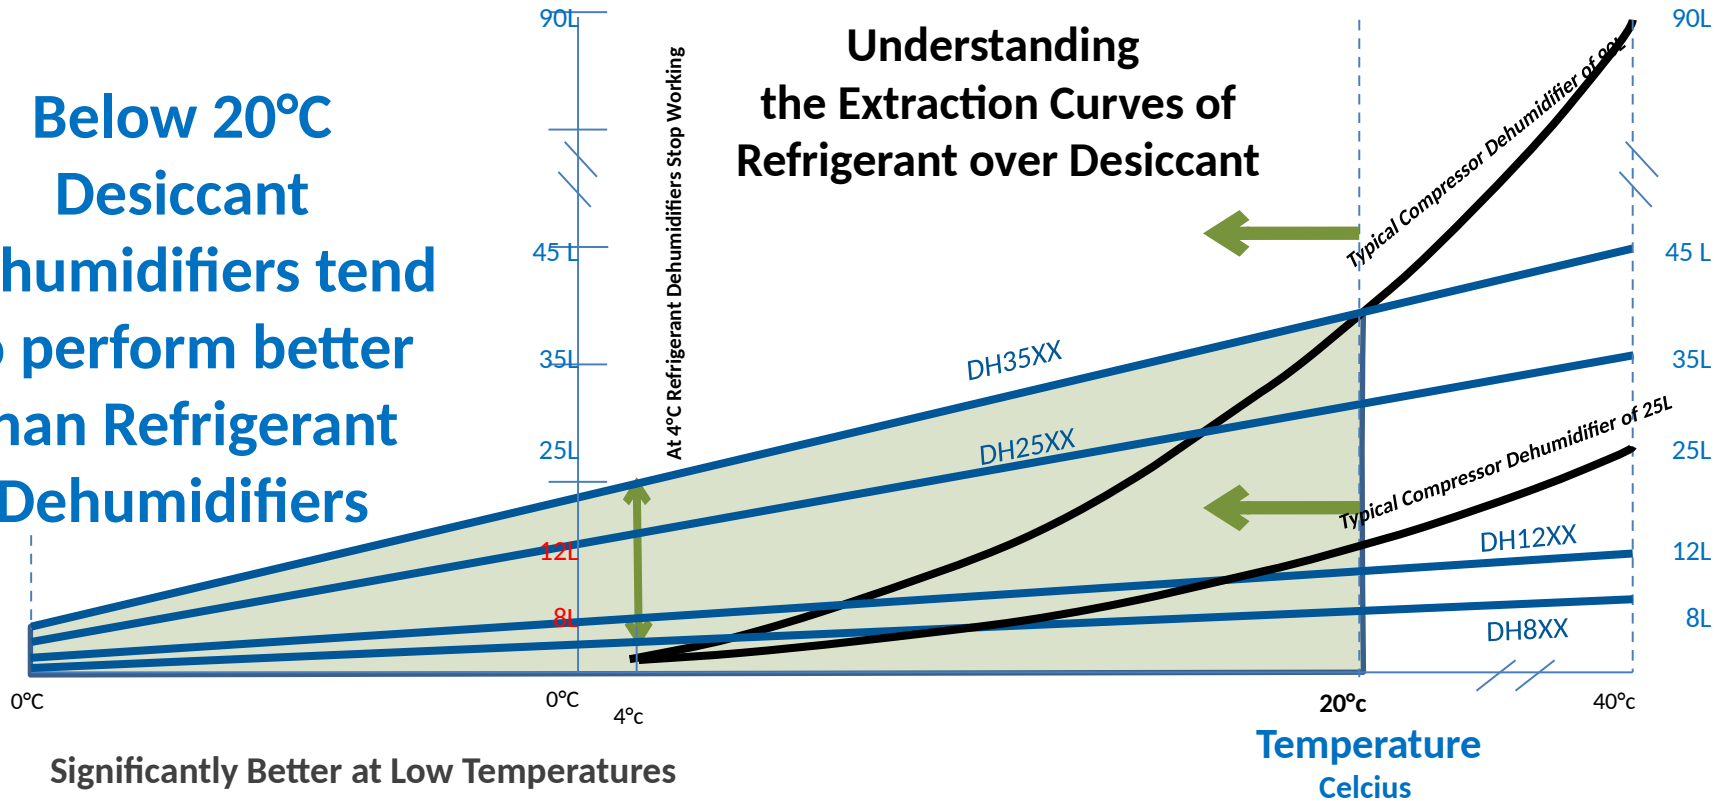 Understanding
the Extraction Curves of
Refrigerant over Desiccant
Below 20°C
Desiccant
humidifiers tend
perform better
han Refrigerant
Dehumidifiers
90L
45 L
35L
25L
12L
8L
At 4°C Refrigerant Dehumidifiers Stop Working
Typical Compressor Dehumidifier of 90L
DH35XX
DH25XX
Typical Compressor Dehumidifier of 25L
DH12XX
DH8XX
90L
45 L
35L
25L
12L
8L
0°C
0°C
4°c
20°c
40°c
Temperature
Celcius
Significantly Better at Low Temperatures